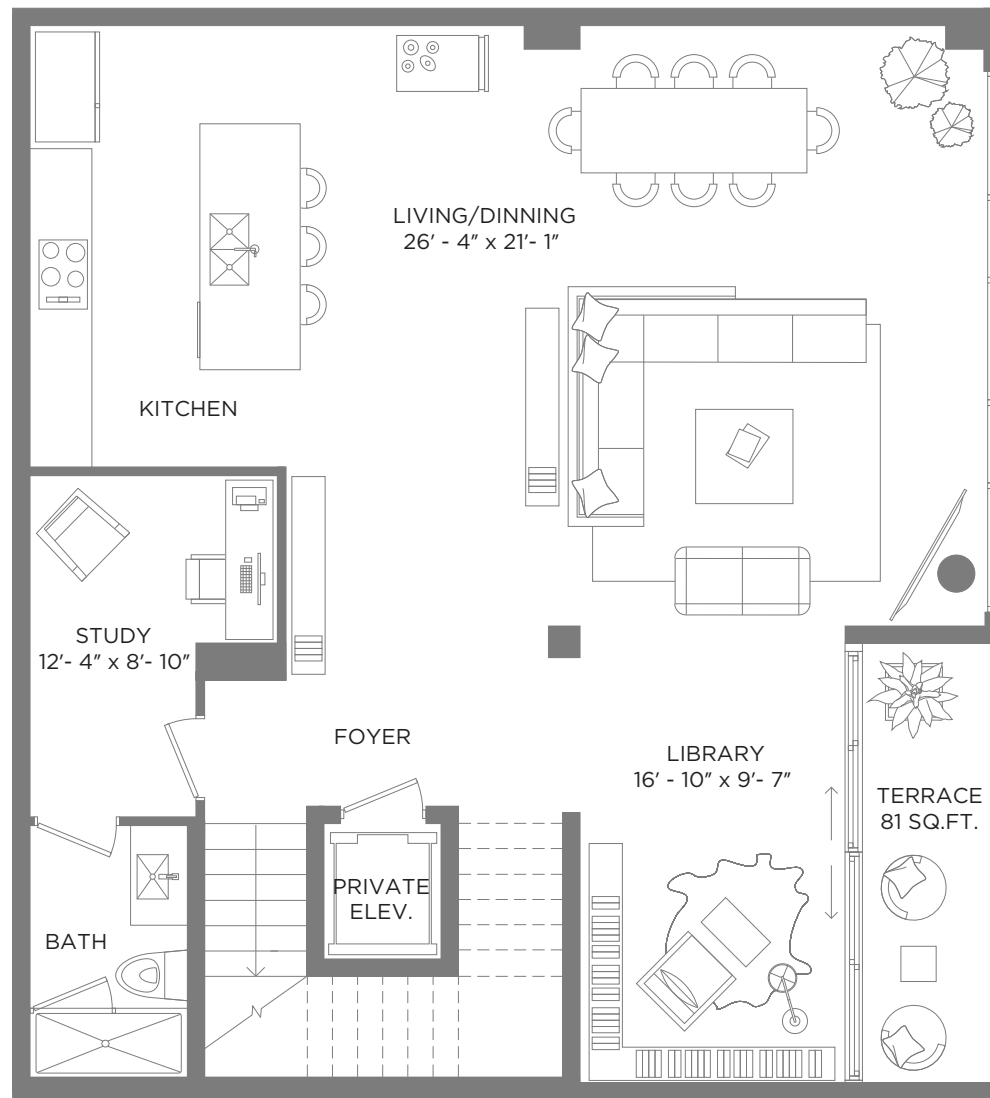 LIVING/DINNING
26' - 4" x 21'- 1"
KITCHEN
STUDY
12'- 4" x 8'- 10"
FOYER
LIBRARY
16' - 10" x 9'- 7"
TERRACE
81 SQ.FT.
PRIVATE
ELEV.
BATH